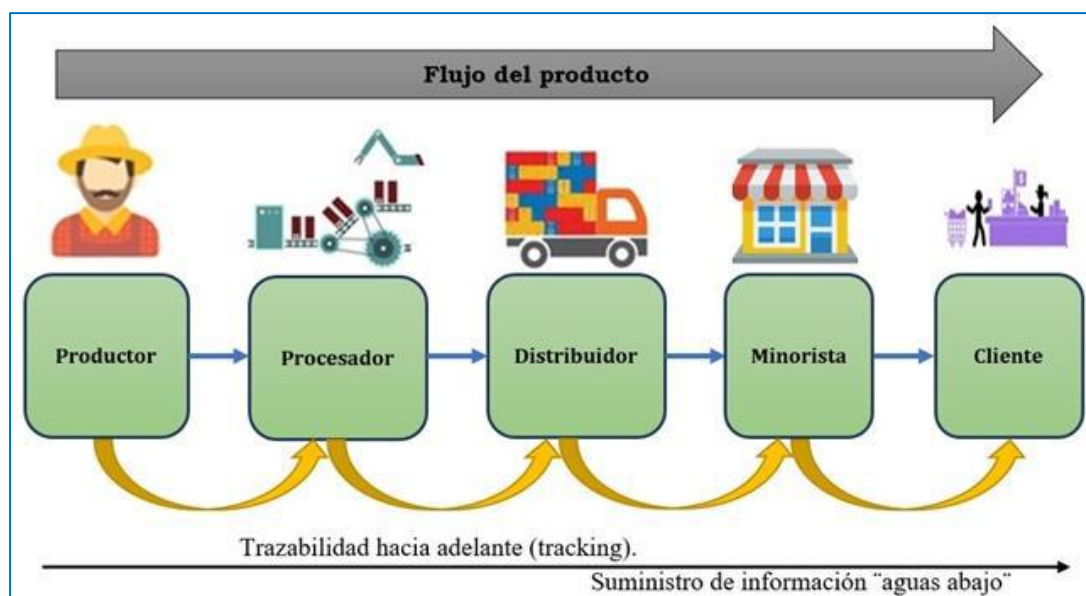 Flujo del producto
Productor
Procesador
Distribuidor
Minorista
Cliente
Trazabilidad hacia adelante (tracking).
Suministro de información ¨aguas abajo¨